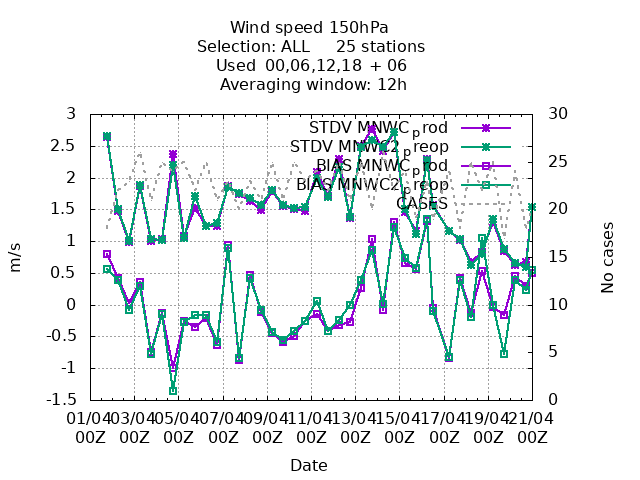 Wind speed 150hPa
Selection: ALL 25 stations
Used 00,06,12,18 + 06
Averaging window: 12h
3 30
STDV MNWC_prod
2.5 25
STDV MNWC2_preop
BIAS MNWC_prod
2 20
BIAS MNWC2_preop
CASES
1.5
1 15
m/s
No cases
0.5
0 10
-0.5 5
-1
-1.5 0
01/04 03/04 05/04 07/04 09/04 11/04 13/04 15/04 17/04 19/04 21/04
00Z 00Z 00Z 00Z 00Z 00Z 00Z 00Z 00Z 00Z 00Z
Date